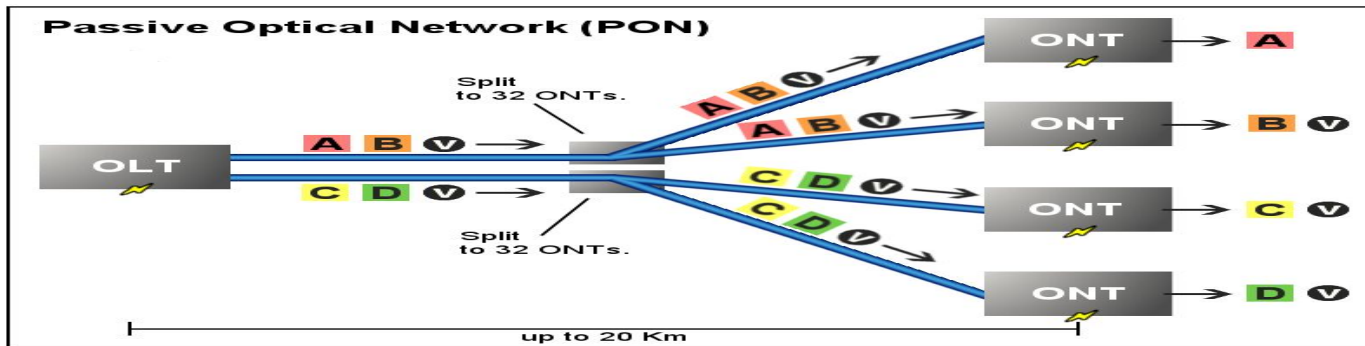 Passive Optical Network (PON)
Split
to 32 ONTs.
OLT
A B V
C D V
Split
to 32 ONTs.
A B V
A B V
C D V
C D V
ONT
A
ONT
B V
ONT
C V
ONT
D V
up to 20 Km